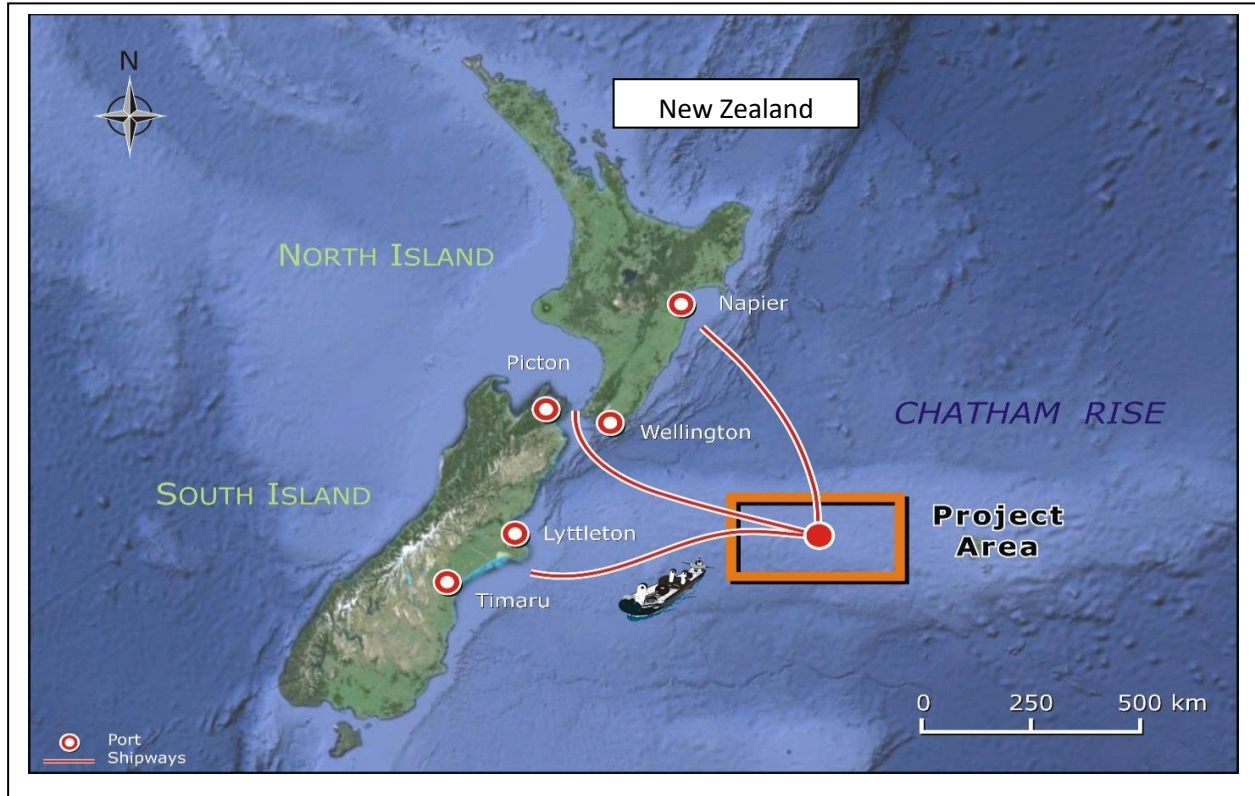 N
New Zealand
NORTH ISLAND
Napier
Picton
CHATHAM RISE
Wellington
SOUTH ISLAND
Project
Area
Lyttleton
Timaru
0 250 500 km
Port
Shipways